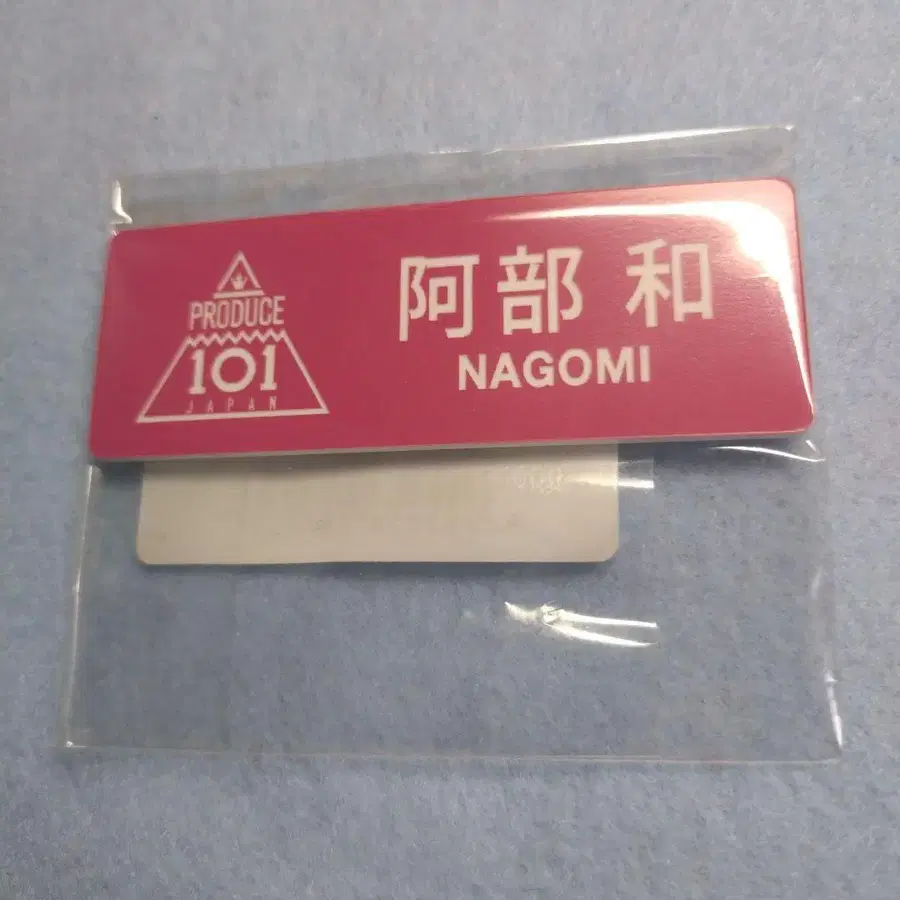 PRODUCE
101
JAPAN
阿部 和
NAGOMI